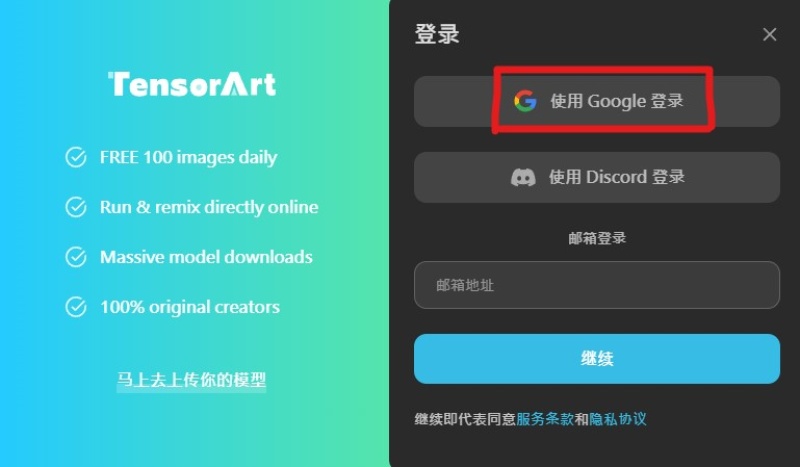 TensorArt
FREE 100 images daily
Run & remix directly online
Massive model downloads
100% original creators
马上去上传你的模型
登录
使用 Google 登录
使用 Discord 登录
邮箱登录
邮箱地址
继续
继续即代表同意服务条款和隐私协议